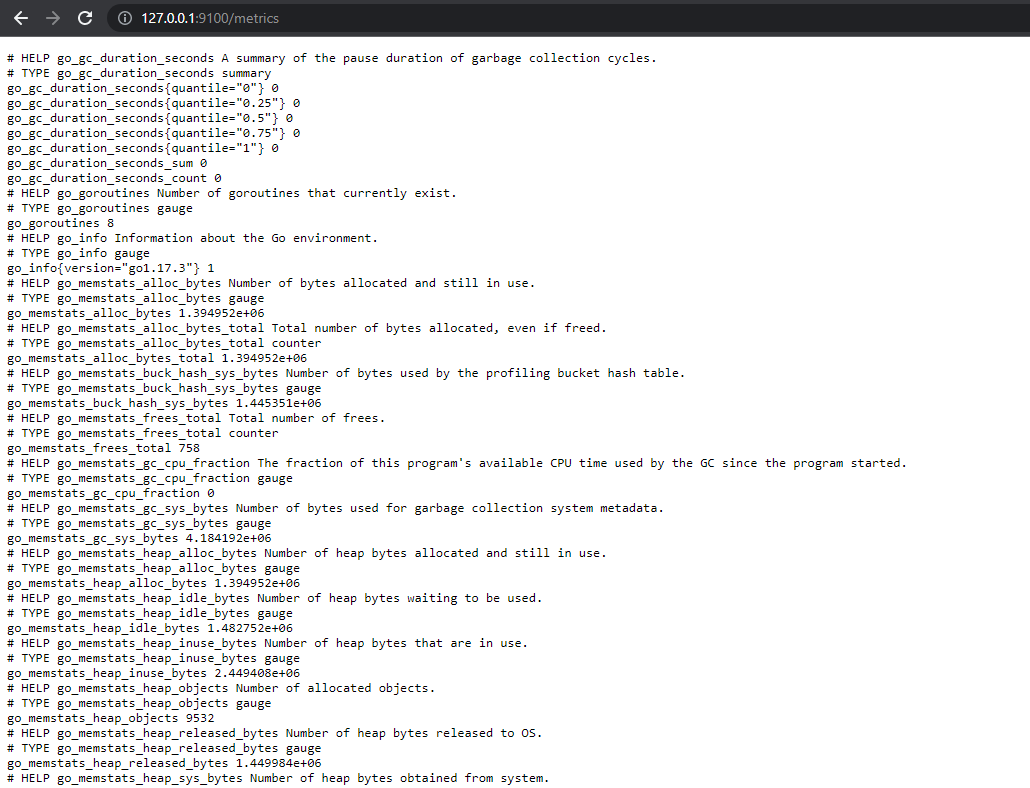 127.0.0.1:9100/metrics
# HELP go_gc_duration_seconds A summary of the pause duration of garbage collection cycles.
# TYPE go_gc_duration_seconds summary
go_gc_duration_seconds{quantile="0"} 0
go_gc_duration_seconds{quantile="0.25"} 0
go_gc_duration_seconds{quantile="0.5"} 0
go_gc_duration_seconds{quantile="0.75"} 0
go_gc_duration_seconds{quantile="1"} 0
go_gc_duration_seconds_sum 0
go_gc_duration_seconds_count 0
# HELP go_goroutines Number of goroutines that currently exist.
# TYPE go_goroutines gauge
go_goroutines 8
# HELP go_info Information about the Go environment.
# TYPE go_info gauge
go_info{version="go1.17.3"} 1
# HELP go_memstats_alloc_bytes Number of bytes allocated and still in use.
# TYPE go_memstats_alloc_bytes gauge
go_memstats_alloc_bytes 1.394952e+06
# HELP go_memstats_alloc_bytes_total Total number of bytes allocated, even if freed.
# TYPE go_memstats_alloc_bytes_total counter
go_memstats_alloc_bytes_total 1.394952e+06
# HELP go_memstats_buck_hash_sys_bytes Number of bytes used by the profiling bucket hash table.
# TYPE go_memstats_buck_hash_sys_bytes gauge
go_memstats_buck_hash_sys_bytes 1.445351e+06
# HELP go_memstats_frees_total Total number of frees.
# TYPE go_memstats_frees_total counter
go_memstats_frees_total 758
# HELP go_memstats_gc_cpu_fraction The fraction of this program's available CPU time used by the GC since the program started.
# TYPE go_memstats_gc_cpu_fraction gauge
go_memstats_gc_cpu_fraction 0
# HELP go_memstats_gc_sys_bytes Number of bytes used for garbage collection system metadata.
# TYPE go_memstats_gc_sys_bytes gauge
go_memstats_gc_sys_bytes 4.184192e+06
# HELP go_memstats_heap_alloc_bytes Number of heap bytes allocated and still in use.
# TYPE go_memstats_heap_alloc_bytes gauge
go_memstats_heap_alloc_bytes 1.394952e+06
# HELP go_memstats_heap_idle_bytes Number of heap bytes waiting to be used.
# TYPE go_memstats_heap_idle_bytes gauge
go_memstats_heap_idle_bytes 1.482752e+06
# HELP go_memstats_heap_inuse_bytes Number of heap bytes that are in use.
# TYPE go_memstats_heap_inuse_bytes gauge
go_memstats_heap_inuse_bytes 2.449408e+06
# HELP go_memstats_heap_objects Number of allocated objects.
# TYPE go_memstats_heap_objects gauge
go_memstats_heap_objects 9532
# HELP go_memstats_heap_released_bytes Number of heap bytes released to OS.
# TYPE go_memstats_heap_released_bytes gauge
go_memstats_heap_released_bytes 1.449984e+06
# HELP go_memstats_heap_sys_bytes Number of heap bytes obtained from system.